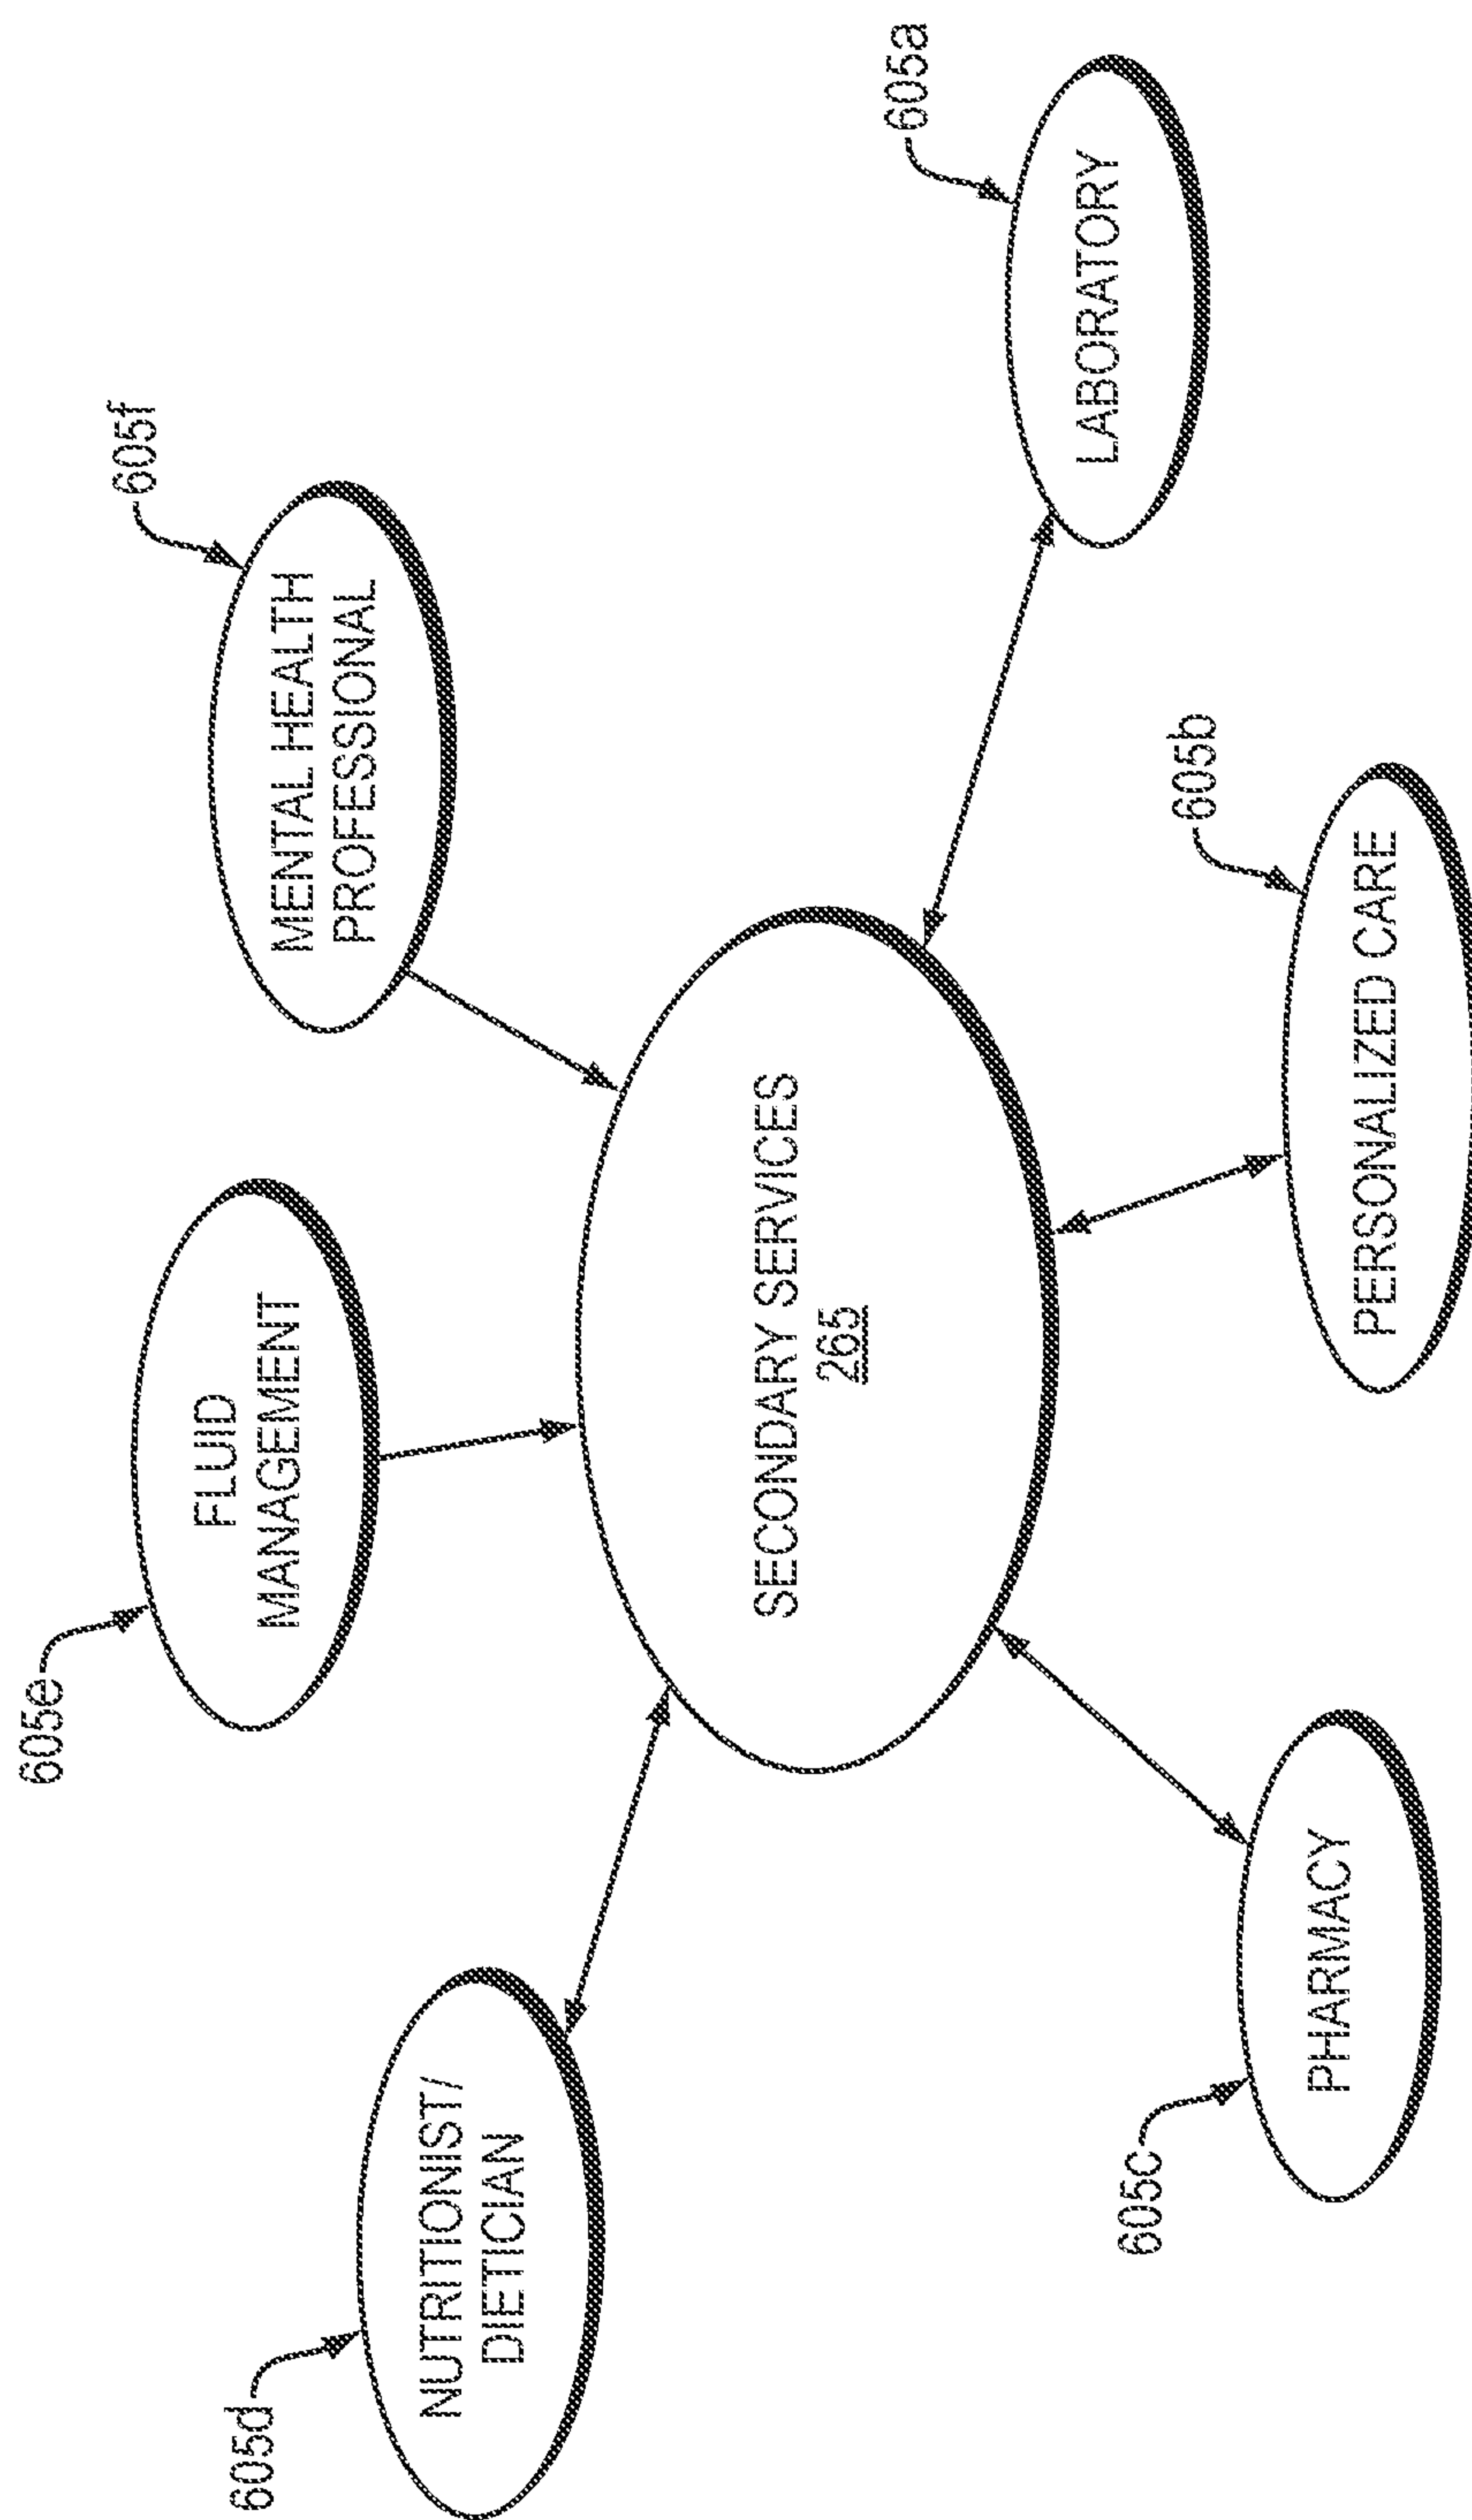 605e
FLUID
MANAGEMENT
605f
MENTAL HEALTH
PROFESSIONAL
605d
NUTRITIONIST/
DIETICIAN
SECONDARY SERVICES
265
605a
LABORATORY
605c
PHARMACY
605b
PERSONALIZED CARE